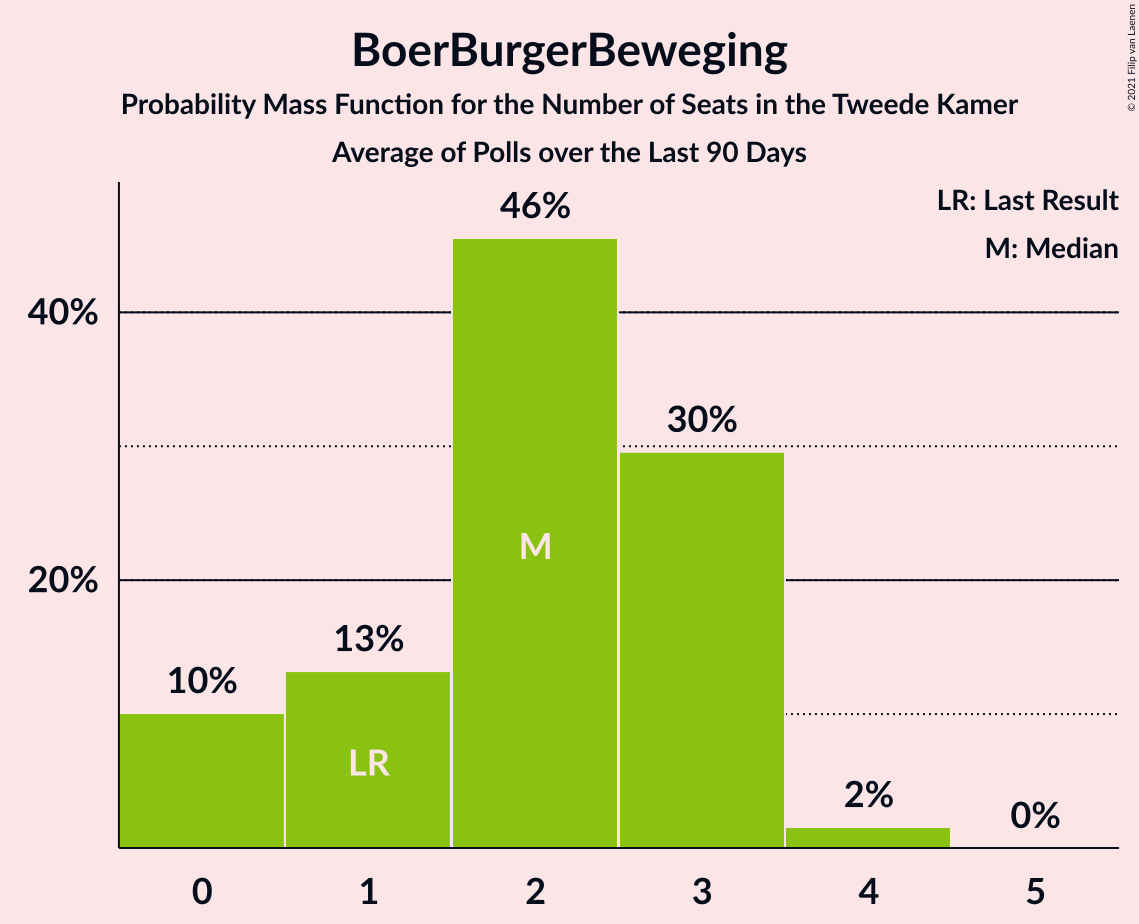 BoerBurgerBeweging
Probability Mass Function for the Number of Seats in the Tweede Kamer
Average of Polls over the Last 90 Days
© 2021 Filip van Laenen
LR: Last Result
M: Median
46%
40%
30%
M
20%
13%
10%
LR
2%
0%
0 1 2 3 4 5